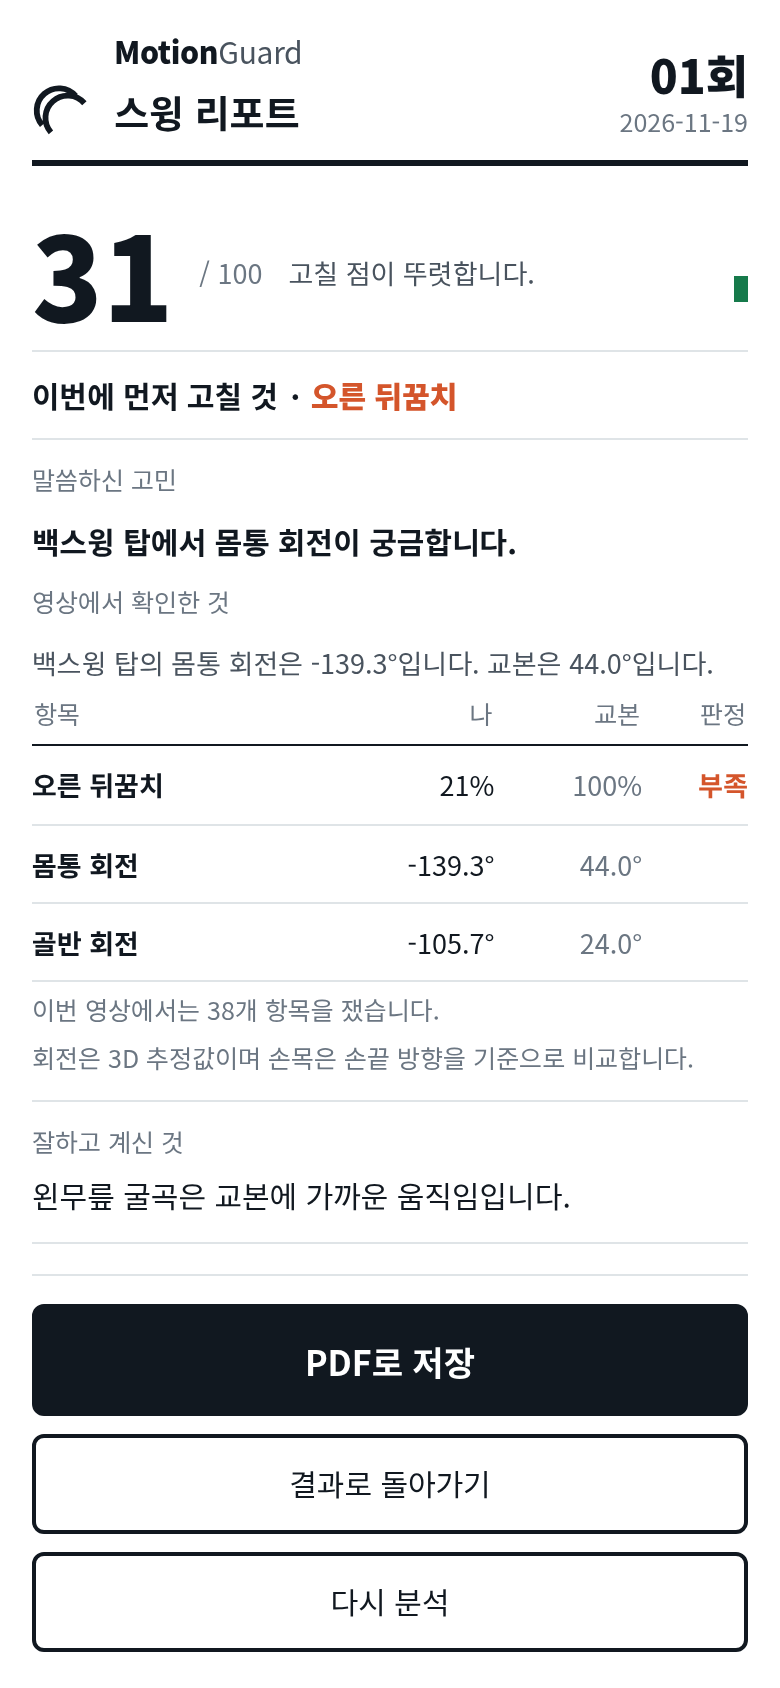 MotionGuard
스윙 리포트
01회
2026-11-19
31 / 100 고칠 점이 뚜렷합니다.
이번에 먼저 고칠 것 · 오른 뒤꿈치
말씀하신 고민
백스윙 탑에서 몸통 회전이 궁금합니다.
영상에서 확인한 것
백스윙 탑의 몸통 회전은 -139.3°입니다. 교본은 44.0°입니다.
항목 나 교본 판정
오른 뒤꿈치 21% 100% 부족
몸통 회전 -139.3° 44.0°
골반 회전 -105.7° 24.0°
이번 영상에서는 38개 항목을 쟀습니다.
회전은 3D 추정값이며 손목은 손끝 방향을 기준으로 비교합니다.
잘하고 계신 것
왼무릎 굴곡은 교본에 가까운 움직임입니다.
PDF로 저장
결과로 돌아가기
다시 분석